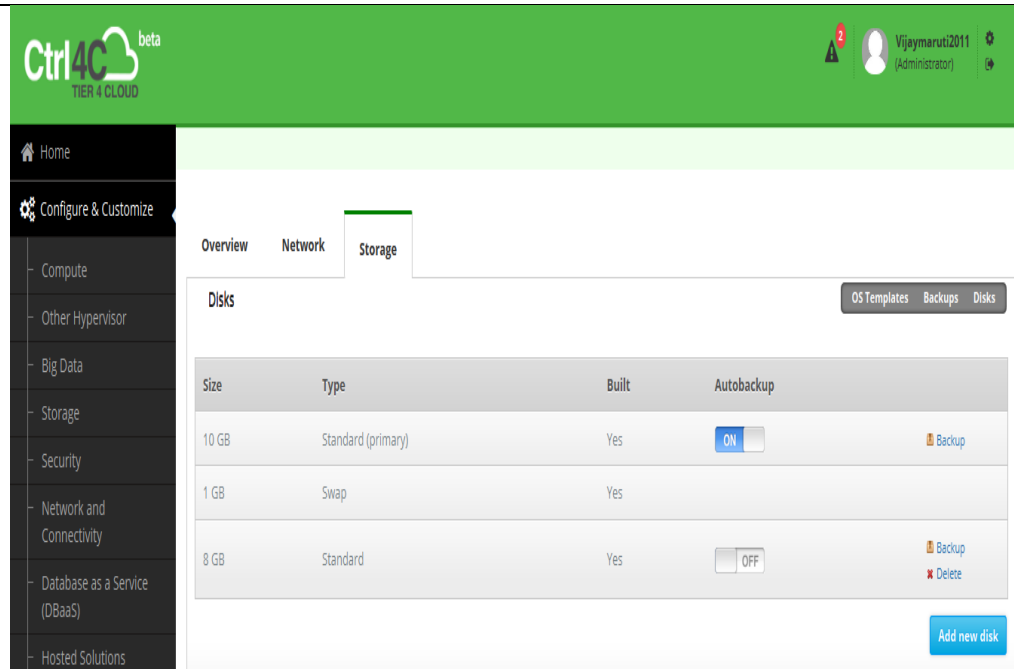 Ctrl4C beta
TIER 4 CLOUD
2
Vijaymaruti2011
(Administrator)
Home
Configure & Customize
Compute
Other Hypervisor
Big Data
Storage
Security
Network and
Connectivity
Database as a Service
(DBaaS)
Hosted Solutions
Overview Network Storage
Disks
OS Templates Backups Disks
Size Type Built Autobackup
10 GB Standard (primary) Yes ON Backup
1 GB Swap Yes
8 GB Standard Yes OFF Backup
Delete
Add new disk